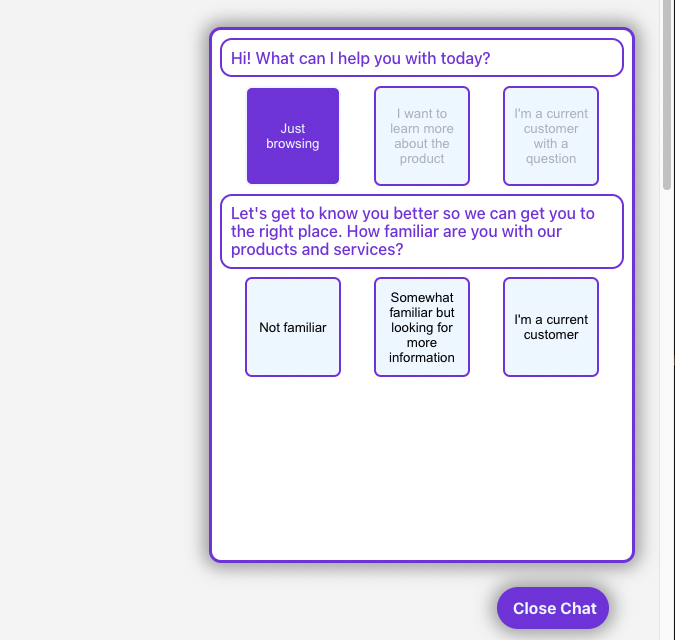 Hi! What can I help you with today?
Just
browsing
I want to
learn more
about the
product
I'm a current
customer
with a
question
Let's get to know you better so we can get you to
the right place. How familiar are you with our
products and services?
Not familiar
Somewhat
familiar but
looking for
more
information
I'm a current
customer
Close Chat